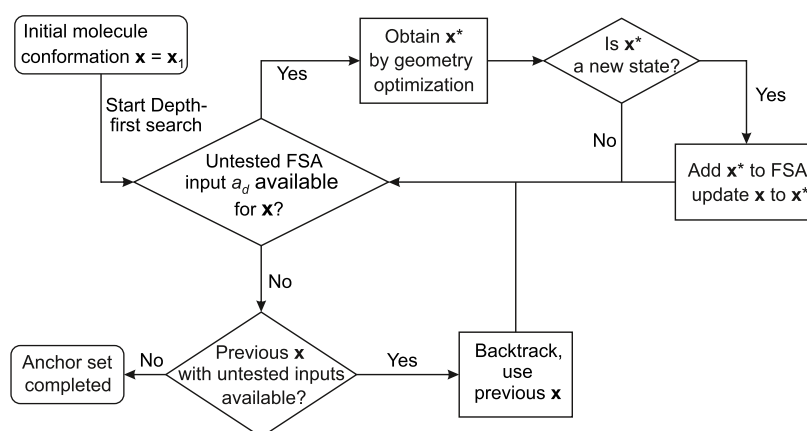 Initial molecule
conformation x = x₁
Start Depth-
first search
Yes
Obtain x*
by geometry
optimization
Is x*
a new state?
Yes
No
Untested FSA
input a_d available
for x?
Add x* to FSA
update x to x*
No
Previous x
with untested inputs
available?
No
Anchor set
completed
Yes
Backtrack,
use
previous x